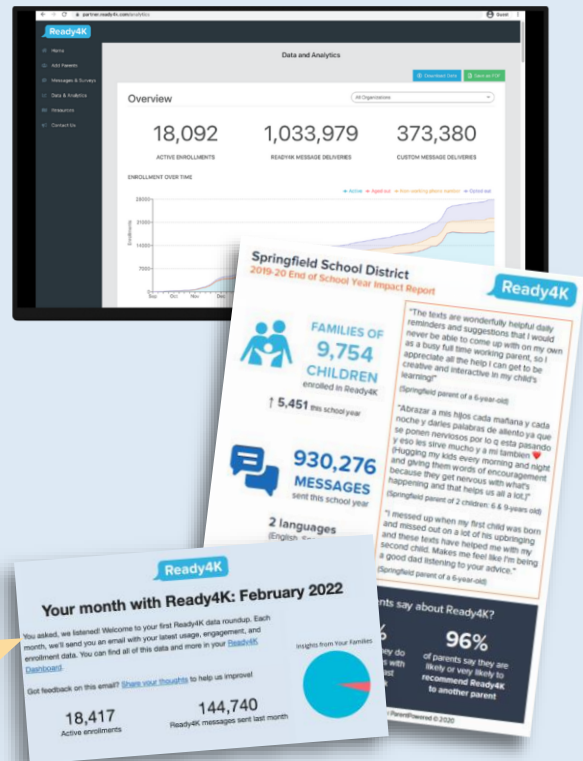 partner.ready4k.com/analytics
Guest
Ready4K
Home
Add Parents
Messages & Surveys
Data & Analytics
Resources
Contact Us
Data and Analytics
Download Data
Save as PDF
Overview
All Organizations
18,092
1,033,979
373,380
ACTIVE ENROLLMENTS
READY4K MESSAGE DELIVERIES
CUSTOM MESSAGE DELIVERIES
ENROLLMENT OVER TIME
Active
Aged out
Opted out
Enrollments
28000
21000
14000
7000
Sep Oct Nov Dec
Springfield School District
2019-20 End of School Year Impact Report
Ready4K
FAMILIES OF
9,754
CHILDREN
enrolled in Ready4K
↑ 5,451 this school year
930,276
MESSAGES
sent this school year
2 languages
"The texts are wonderfully helpful daily
reminders and suggestions that I would
never be able to come up with on my own
as a busy full time working parent, so I
appreciate all the help I can get to be
creative and interactive in my child's
learning!"
(Springfield parent of a 6-year-old)
"Abrazar a mis hijos cada mañana y cada
noche y darles palabras de aliento ya que
se ponen nerviosos por lo q esta pasando
y eso les sirve mucho y a mi tambien ❤
(Hugging my kids every morning and night
and giving them words of encouragement
because they get nervous with what's
happening and that helps us all a lot.)"
(Springfield parent of 2 children: 6 & 9-years old)
"I messed up when my first child was born
and missed out on a lot of his upbringing
and these texts have helped me with my
second child. Makes me feel like I'm being
a good dad listening to your advice."
(Springfield parent of a 6-year-old)
say about Ready4K?
96%
of parents say they are
likely or very likely to
recommend Ready4K
to another parent
ParentPowered © 2020
Ready4K
Your month with Ready4K: February 2022
You asked, we listened! Welcome to your first Ready4K data roundup. Each
month, we'll send you an email with your latest usage, engagement, and
enrollment data. You can find all of this data and more in your Ready4K
Dashboard.
Got feedback on this email? Share your thoughts to help us improve!
18,417
Active enrollments
144,740
Ready4K messages sent last month
Insights from Your Families